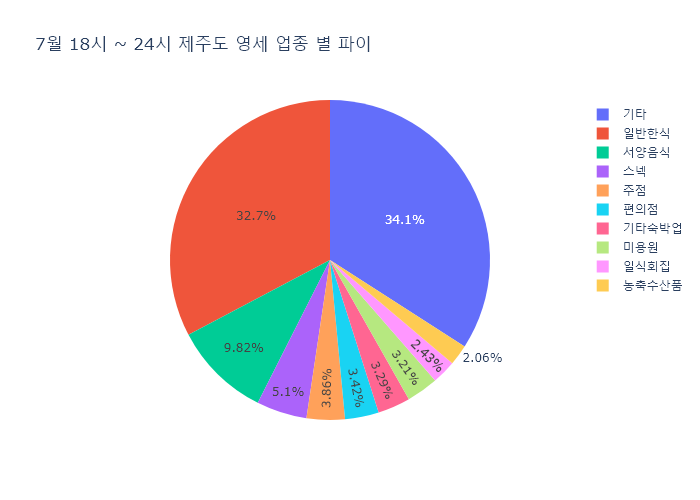 7월 18시 ~ 24시 제주도 영세 업종 별 파이
기타
일반한식
서양음식
스넥
주점
편의점
기타숙박업
미용원
일식회집
농축수산품
34.1%
32.7%
9.82%
5.1%
3.86%
3.42%
3.29%
3.21%
2.43%
2.06%